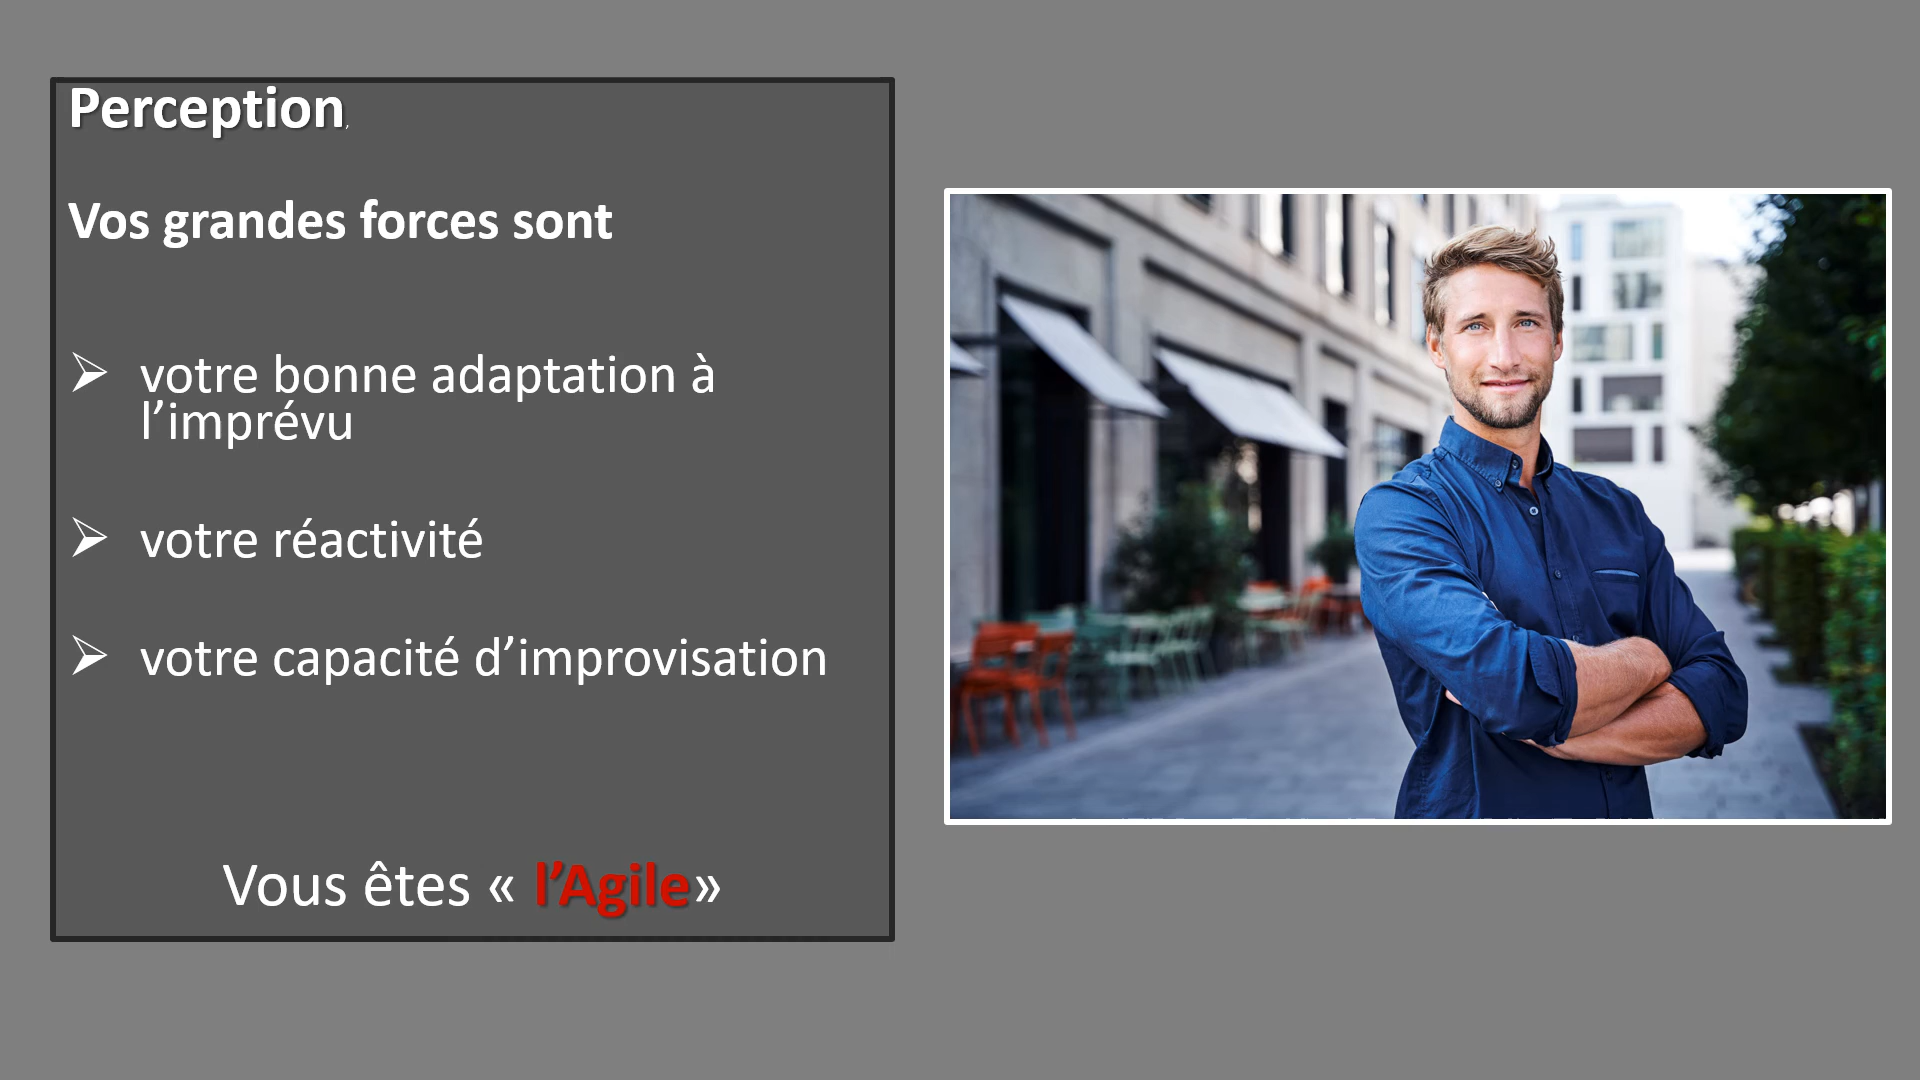 Perception,
Vos grandes forces sont
➢ votre bonne adaptation à
l’imprévu
➢ votre réactivité
➢ votre capacité d’improvisation
Vous êtes « l’Agile»